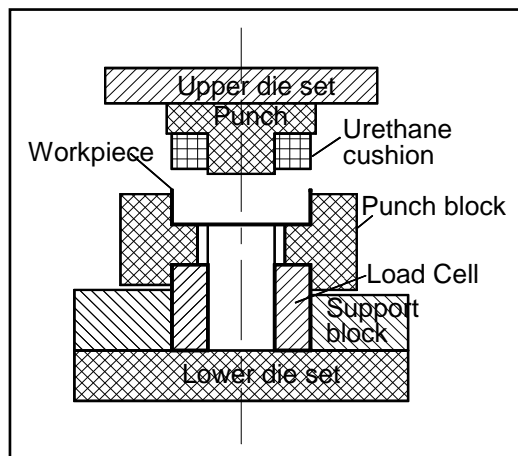 Upper die set
Punch
Urethane
cushion
Workpiece
Punch block
Load Cell
Support
block
Lower die set